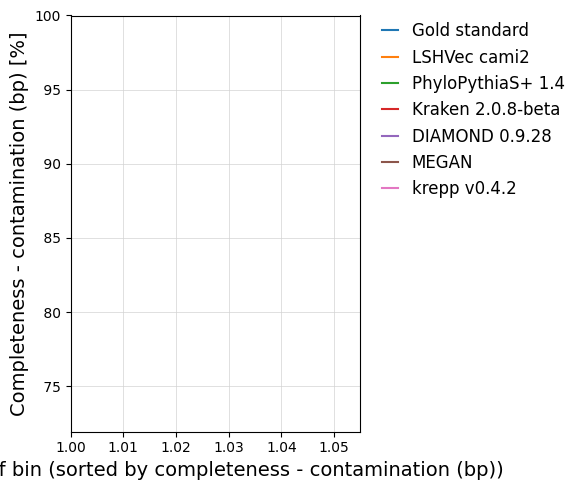 100
95
90
85
80
75
Completeness - contamination (bp) [%]
1.00 1.01 1.02 1.03 1.04 1.05
f bin (sorted by completeness - contamination (bp))
Gold standard
LSHVec cami2
PhyloPythiaS+ 1.4
Kraken 2.0.8-beta
DIAMOND 0.9.28
MEGAN
krepp v0.4.2